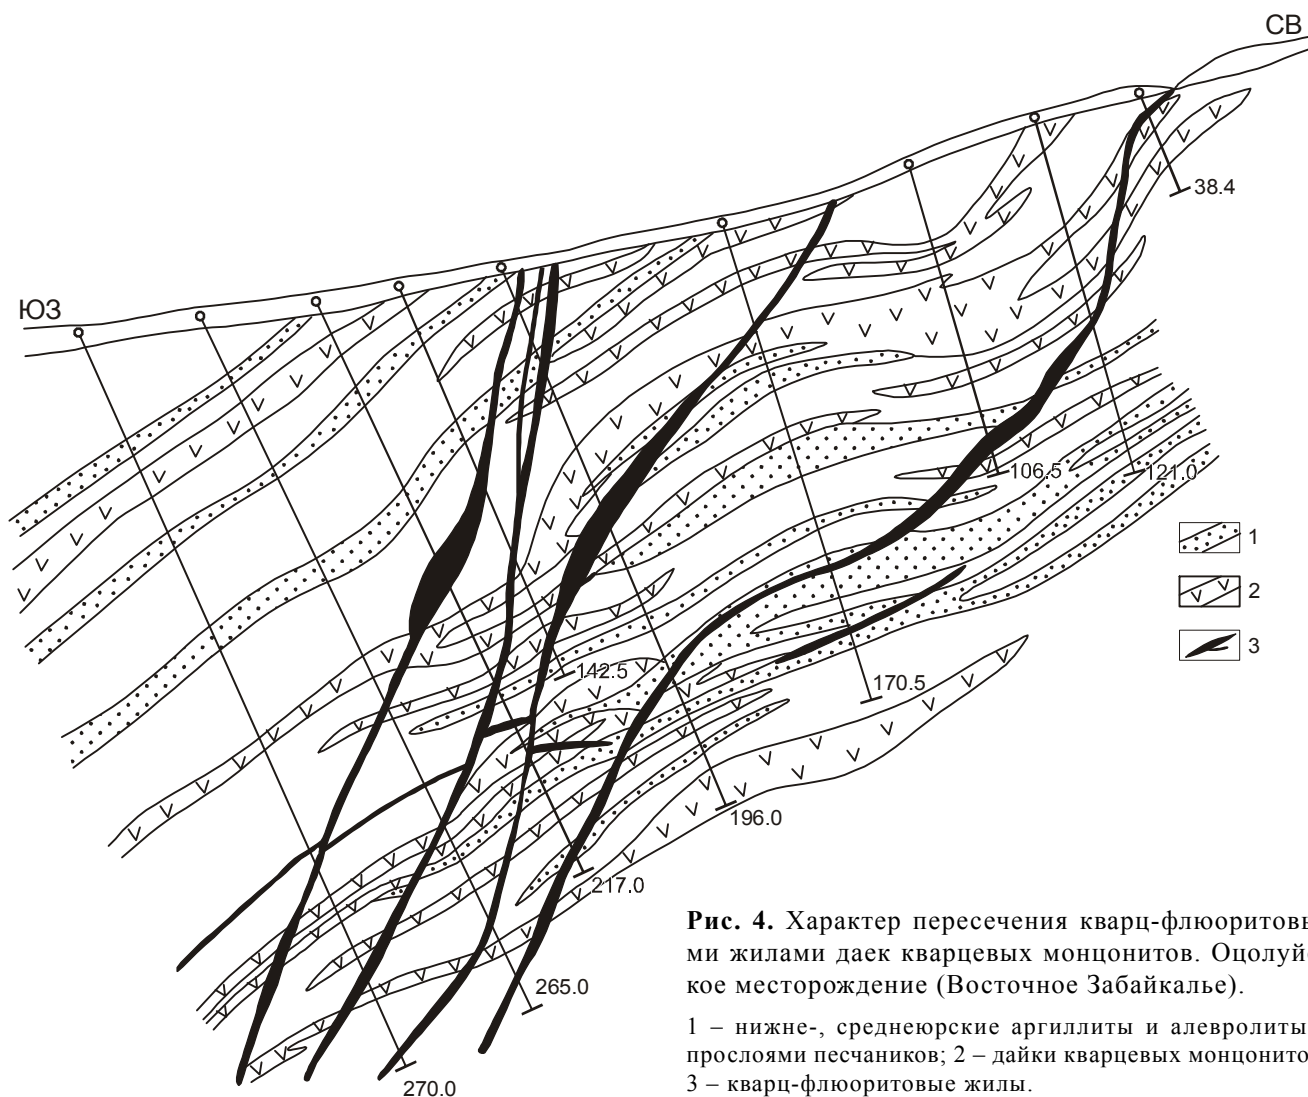 СВ
38.4
ЮЗ
106.5
121.0
1
2
3
142.5
170.5
196.0
217.0
265.0
270.0
Рис. 4. Характер пересечения кварц-флюоритовы
ми жилами даек кварцевых монцонитов. Оцолуйс
кое месторождение (Восточное Забайкалье).
1 – нижне-, среднеюрские аргиллиты и алевролиты
прослоями песчаников; 2 – дайки кварцевых монцонито
3 – кварц-флюоритовые жилы.